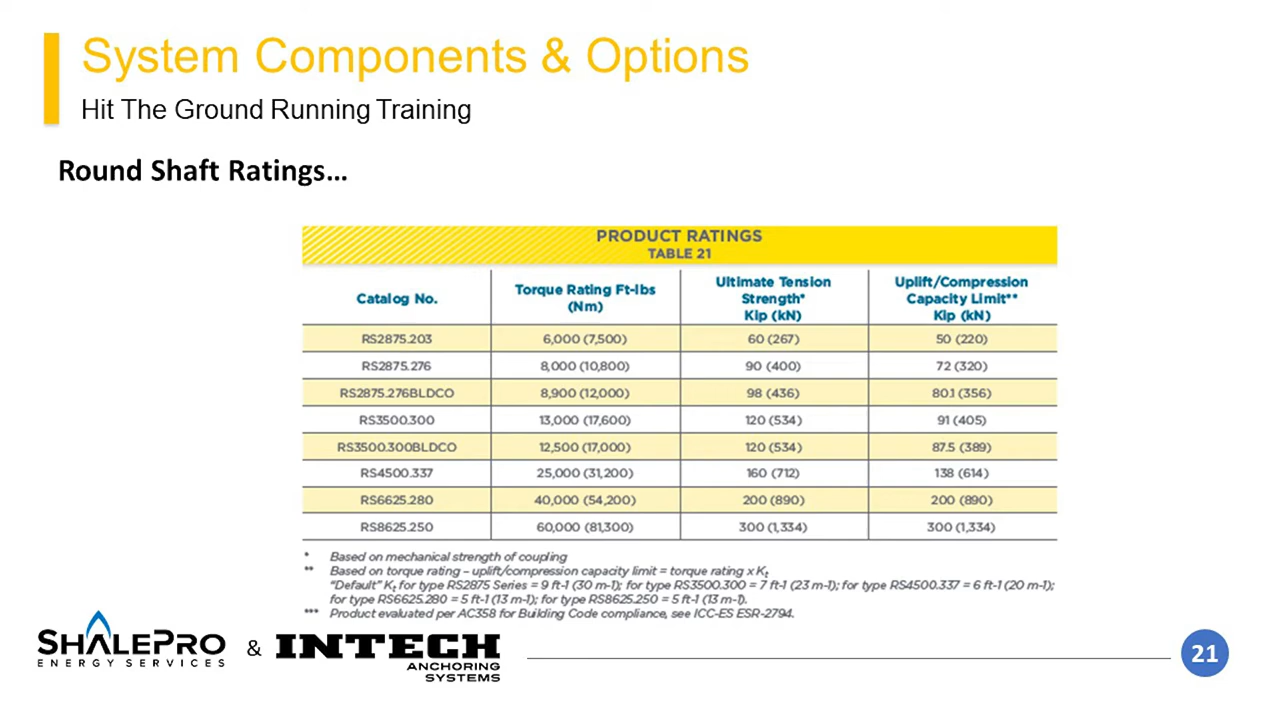 System Components & Options
Hit The Ground Running Training
Round Shaft Ratings...
PRODUCT RATINGS
TABLE 21
Catalog No. Torque Rating Ft-lbs (Nm) Ultimate Tension Strength* Kip (kN) Uplift/Compression Capacity Limit** Kip (kN)
RS2875.203 6,000 (7,500) 60 (267) 50 (220)
RS2875.276 8,000 (10,800) 90 (400) 72 (320)
RS2875.276BLDCO 8,900 (12,000) 98 (436) 80.1 (356)
RS3500.300 13,000 (17,600) 120 (534) 91 (405)
RS3500.300BLDCO 12,500 (17,000) 120 (534) 87.5 (389)
RS4500.337 25,000 (31,200) 160 (712) 138 (614)
RS6625.280 40,000 (54,200) 200 (890) 200 (890)
RS8625.250 60,000 (81,300) 300 (1,334) 300 (1,334)
* Based on mechanical strength of coupling
** Based on torque rating – uplift/compression capacity limit = torque rating x Kt
"Default" Kt for type RS2875 Series = 9 ft-1 (30 m-1); for type RS3500.300 = 7 ft-1 (23 m-1); for type RS4500.337 = 6 ft-1 (20 m-1);
for type RS6625.280 = 5 ft-1 (13 m-1); for type RS8625.250 = 5 ft-1 (13 m-1).
*** Product evaluated per AC358 for Building Code compliance, see ICC-ES ESR-2794.
SHALEPRO
ENERGY SERVICES
&
INTECH
ANCHORING
SYSTEMS
21